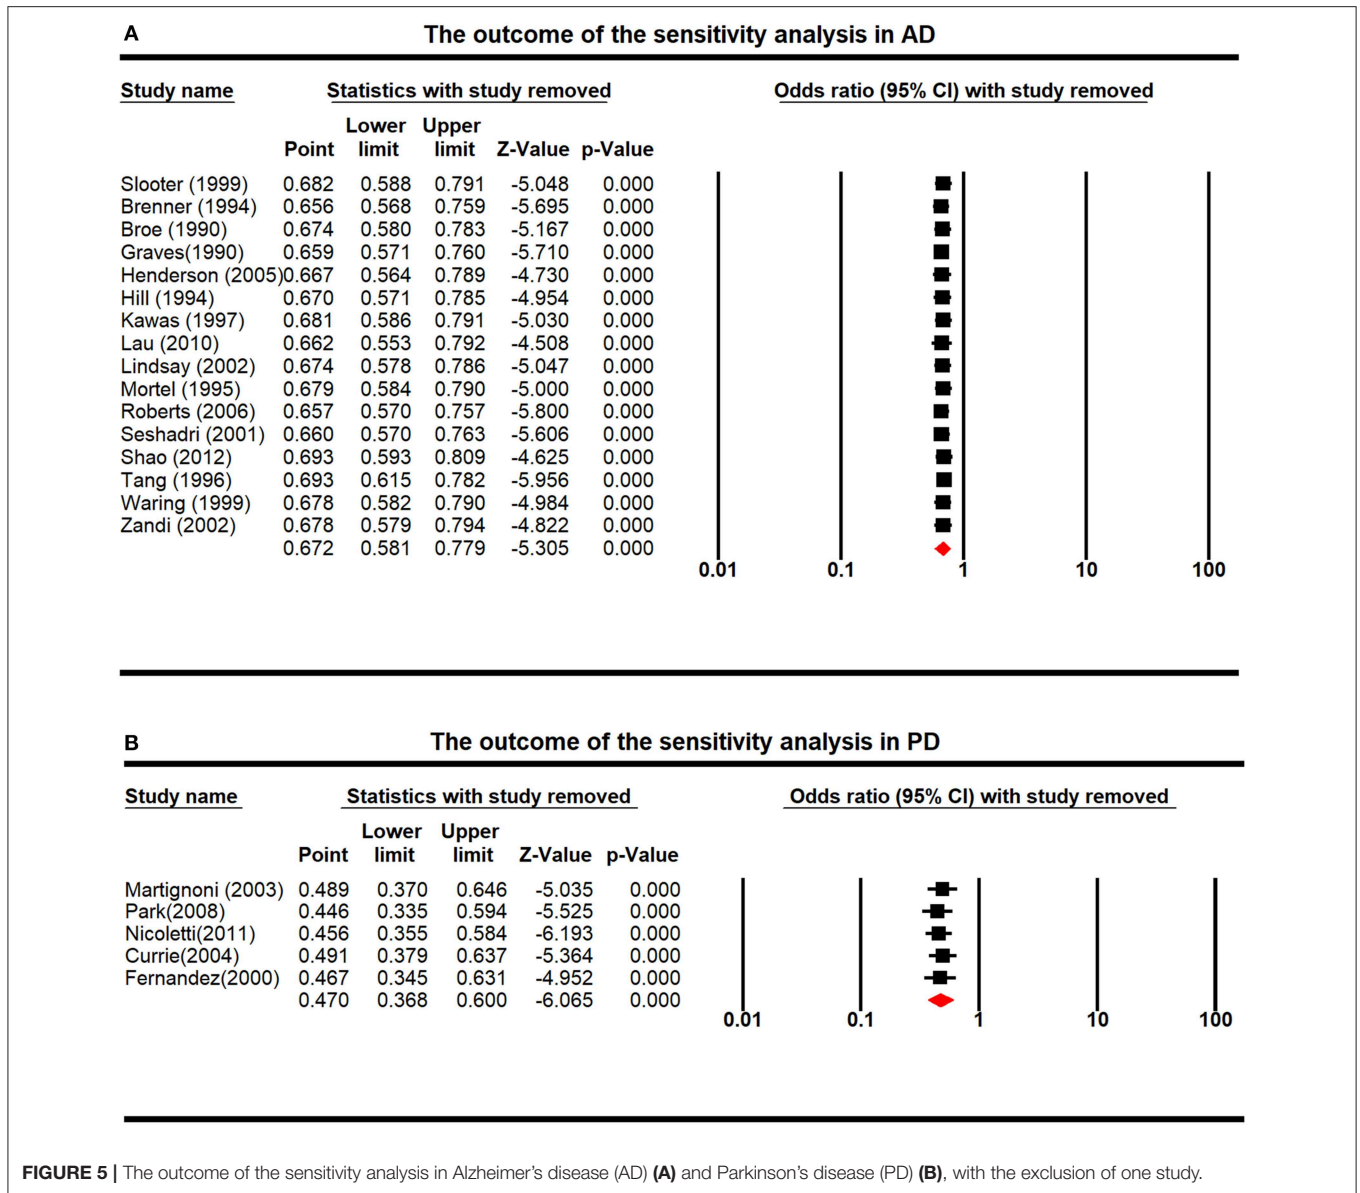 A
The outcome of the sensitivity analysis in AD
Study name Statistics with study removed Odds ratio (95% CI) with study removed
Lower Upper
Point limit limit Z-Value p-Value
Slooter (1999) 0.682 0.588 0.791 -5.048 0.000
Brenner (1994) 0.656 0.568 0.759 -5.695 0.000
Broe (1990) 0.674 0.580 0.783 -5.167 0.000
Graves(1990) 0.659 0.571 0.760 -5.710 0.000
Henderson (2005)0.667 0.564 0.789 -4.730 0.000
Hill (1994) 0.670 0.571 0.785 -4.954 0.000
Kawas (1997) 0.681 0.586 0.791 -5.030 0.000
Lau (2010) 0.662 0.553 0.792 -4.508 0.000
Lindsay (2002) 0.674 0.578 0.786 -5.047 0.000
Mortel (1995) 0.679 0.584 0.790 -5.000 0.000
Roberts (2006) 0.657 0.570 0.757 -5.800 0.000
Seshadri (2001) 0.660 0.570 0.763 -5.606 0.000
Shao (2012) 0.693 0.593 0.809 -4.625 0.000
Tang (1996) 0.693 0.615 0.782 -5.956 0.000
Waring (1999) 0.678 0.582 0.790 -4.984 0.000
Zandi (2002) 0.678 0.579 0.794 -4.822 0.000
0.672 0.581 0.779 -5.305 0.000
0.01 0.1 1 10 100
B
The outcome of the sensitivity analysis in PD
Study name Statistics with study removed Odds ratio (95% CI) with study removed
Lower Upper
Point limit limit Z-Value p-Value
Martignoni (2003) 0.489 0.370 0.646 -5.035 0.000
Park(2008) 0.446 0.335 0.594 -5.525 0.000
Nicoletti(2011) 0.456 0.355 0.584 -6.193 0.000
Currie(2004) 0.491 0.379 0.637 -5.364 0.000
Fernandez(2000) 0.467 0.345 0.631 -4.952 0.000
0.470 0.368 0.600 -6.065 0.000
0.01 0.1 1 10 100
FIGURE 5 | The outcome of the sensitivity analysis in Alzheimer's disease (AD) (A) and Parkinson's disease (PD) (B), with the exclusion of one study.